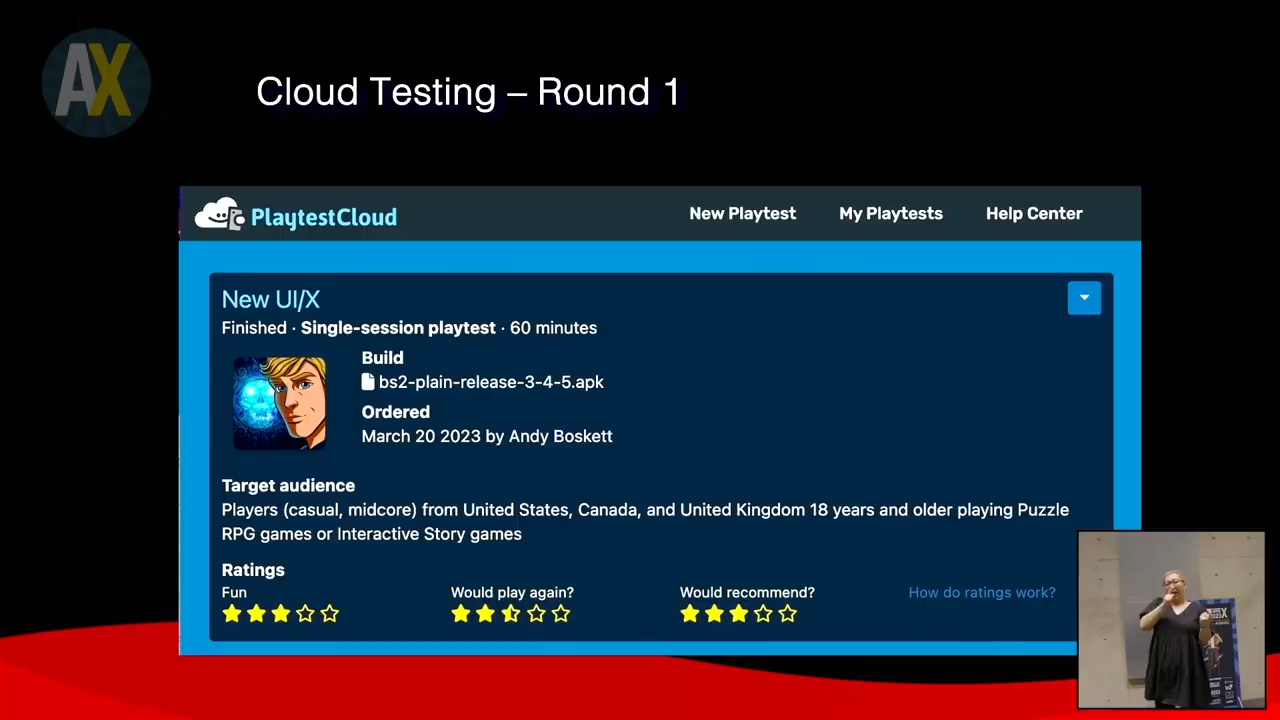 AX
Cloud Testing – Round 1
PlaytestCloud
New Playtest
My Playtests
Help Center
New UI/X
Finished · Single-session playtest · 60 minutes
Build
bs2-plain-release-3-4-5.apk
Ordered
March 20 2023 by Andy Boskett
Target audience
Players (casual, midcore) from United States, Canada, and United Kingdom 18 years and older playing Puzzle
RPG games or Interactive Story games
Ratings
Fun
Would play again?
Would recommend?
How do ratings work?